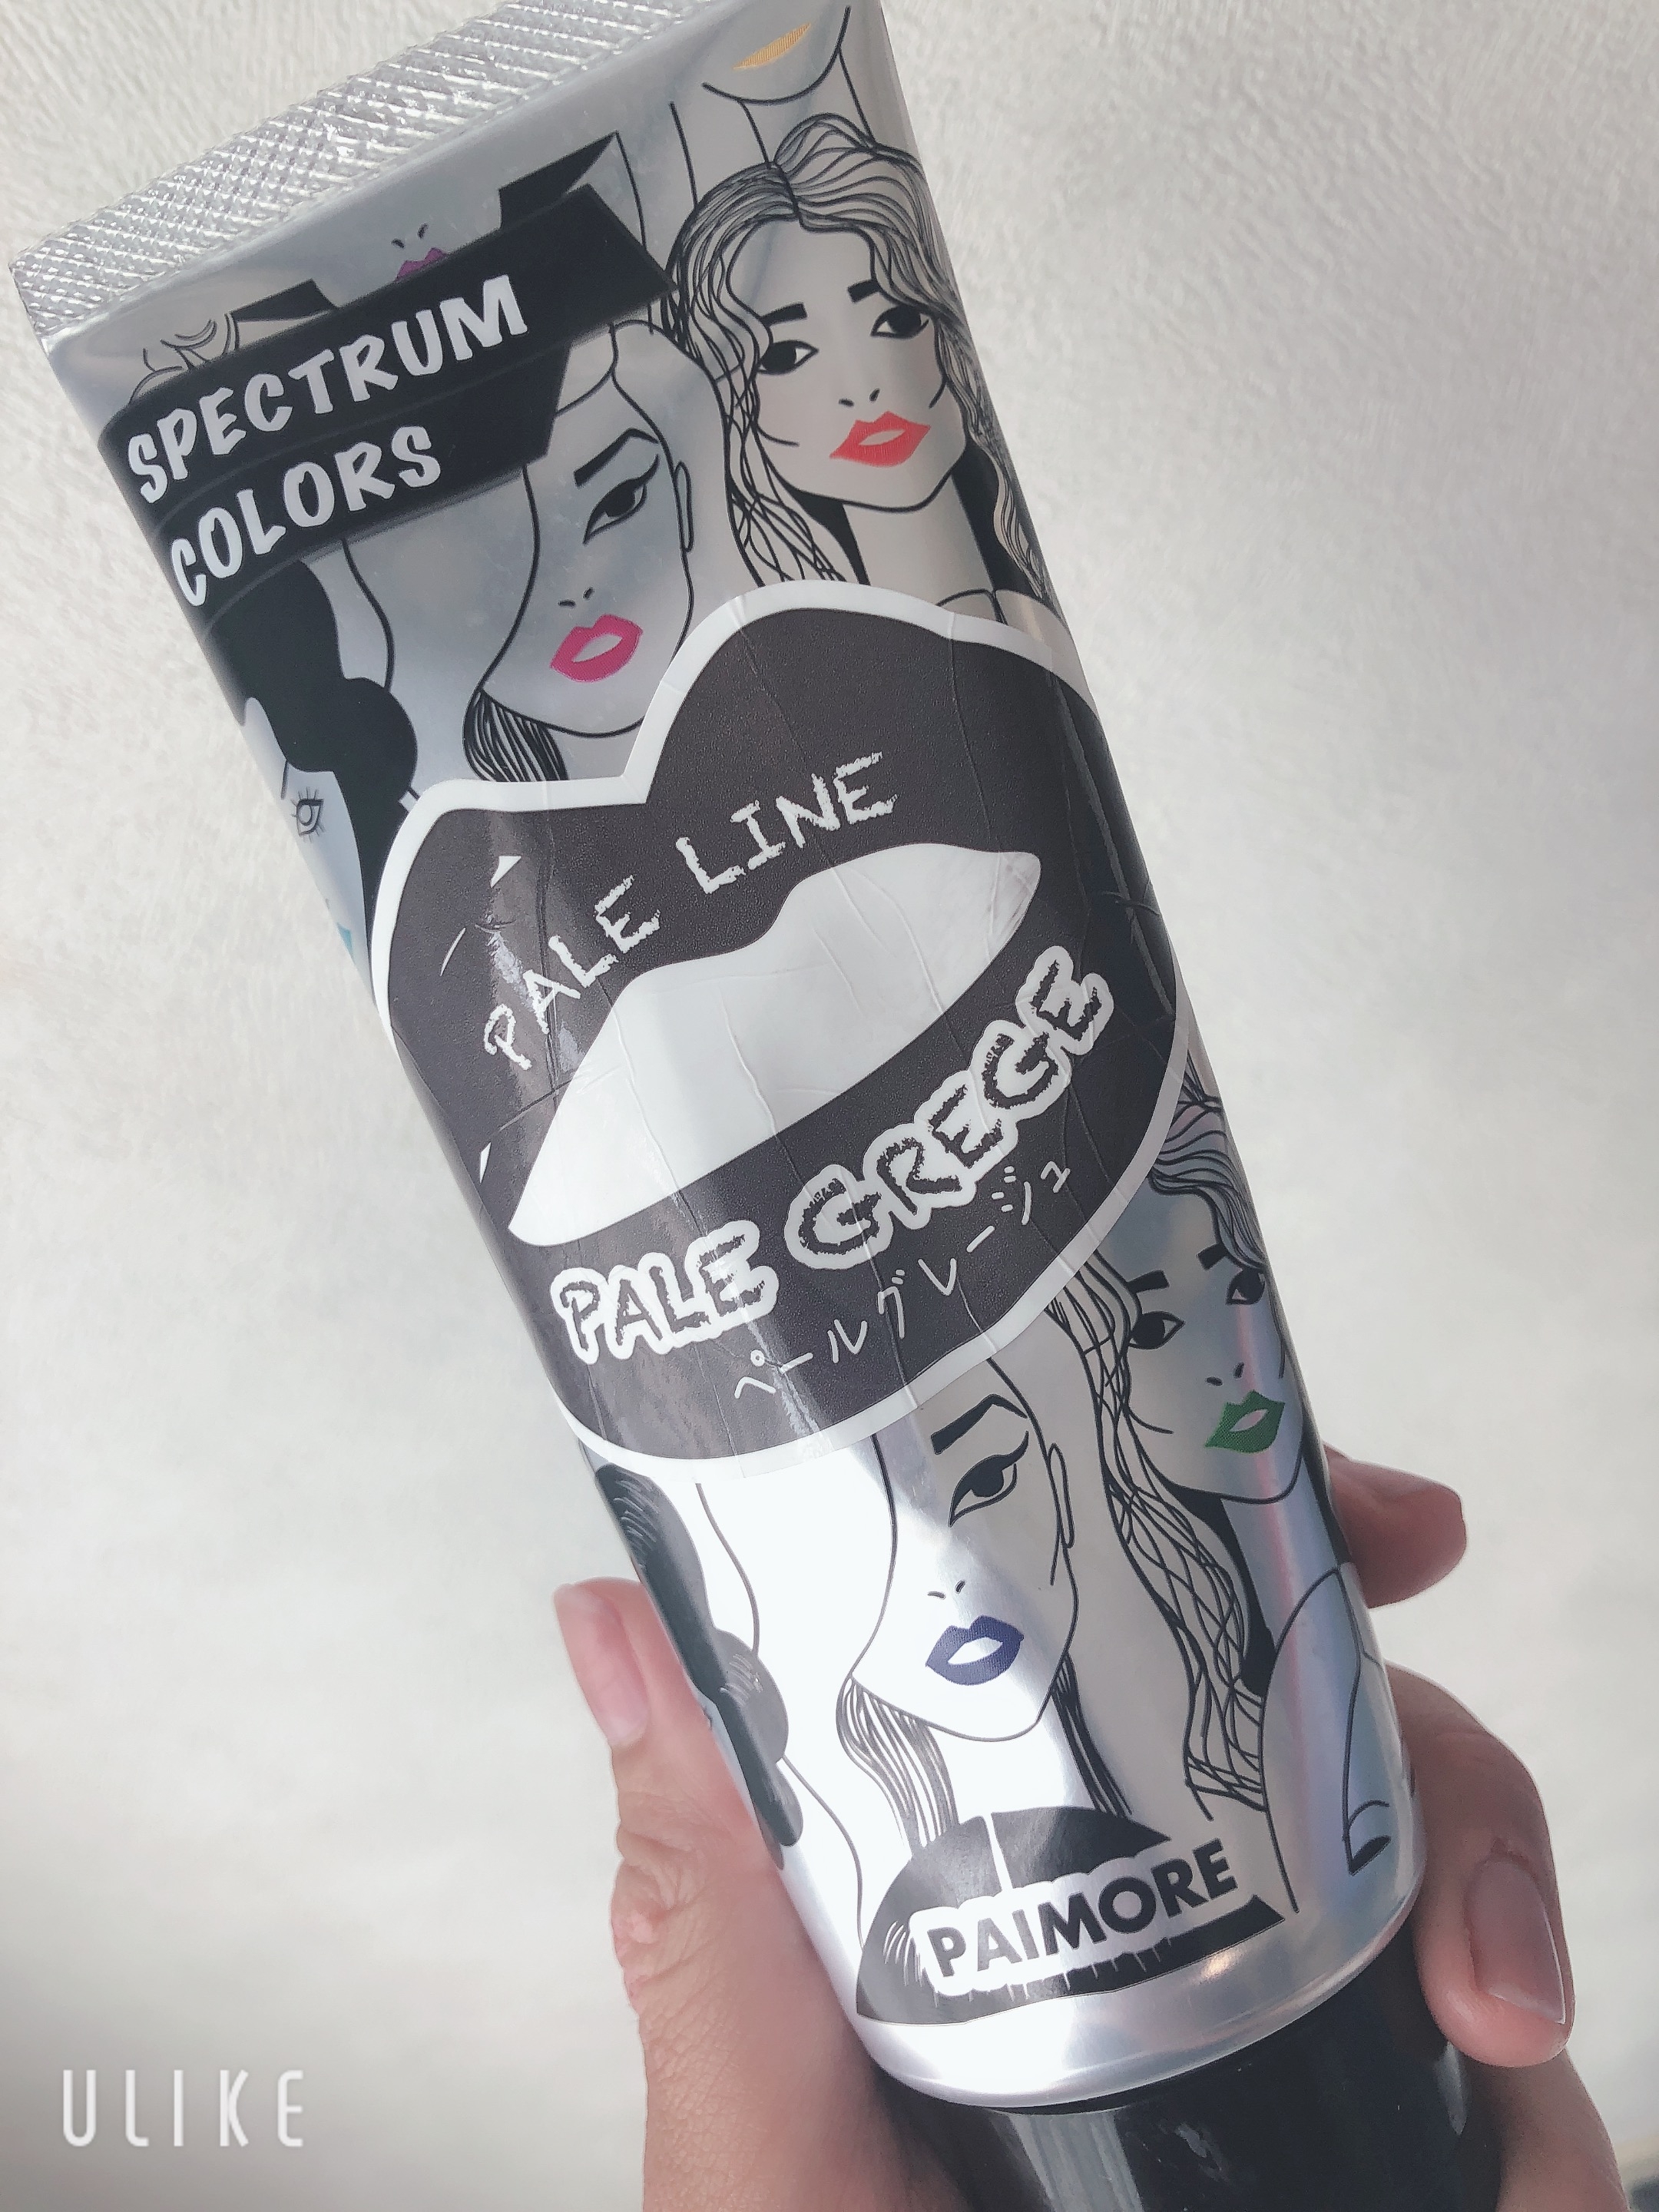 SPECTRUM
COLORS
PALE LINE
PALE GREGE
ペールグレージュ
PAIMORE
ULIKE